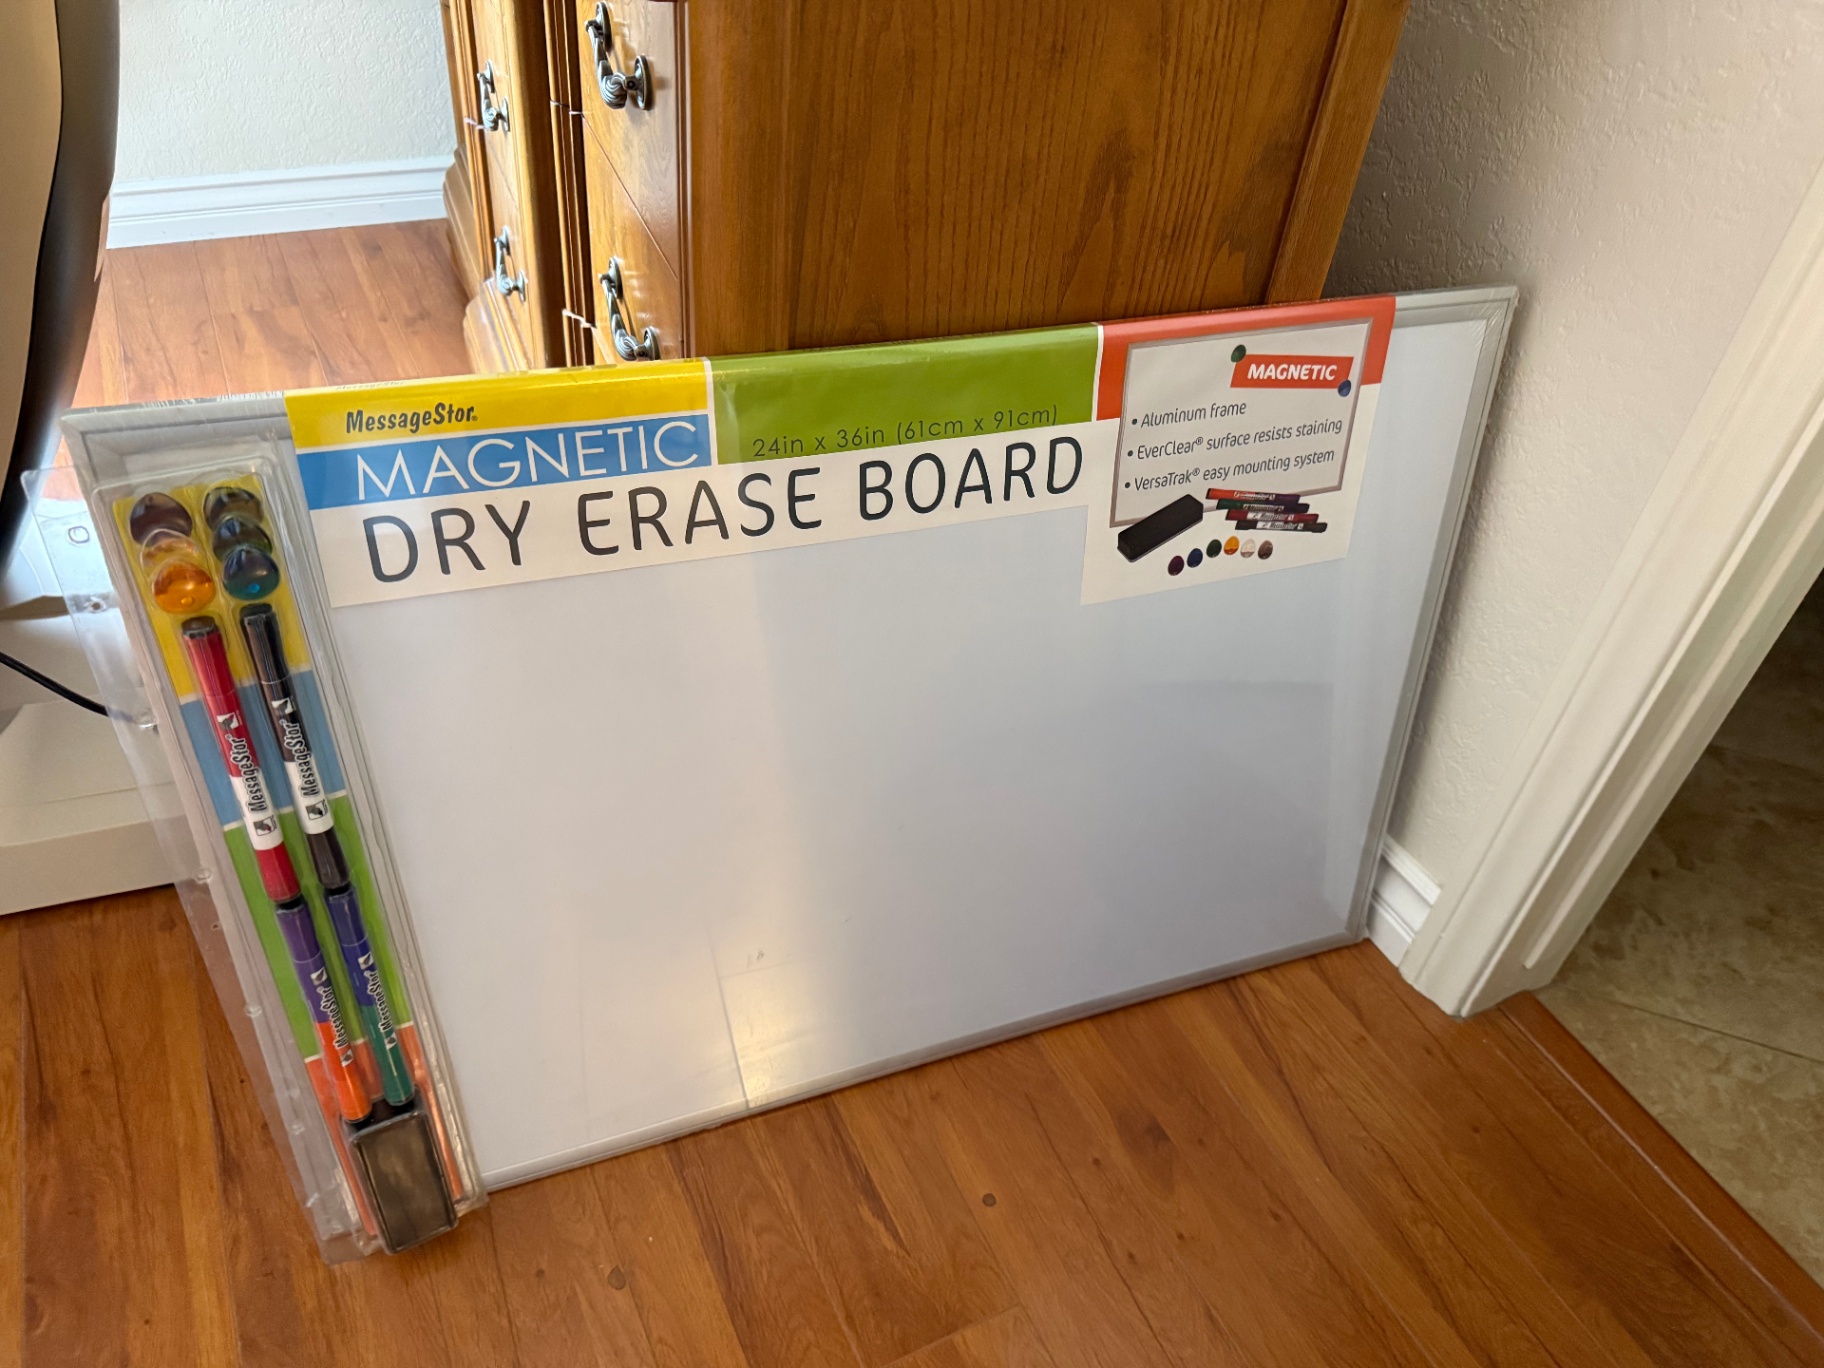 MessageStor®
MAGNETIC
24in x 36in (61cm x 91cm)
DRY ERASE BOARD
MAGNETIC
• Aluminum frame
• EverClear® surface resists staining
• VersaTrak® easy mounting system
MessageStor
MessageStor
MessageStor
MessageStor